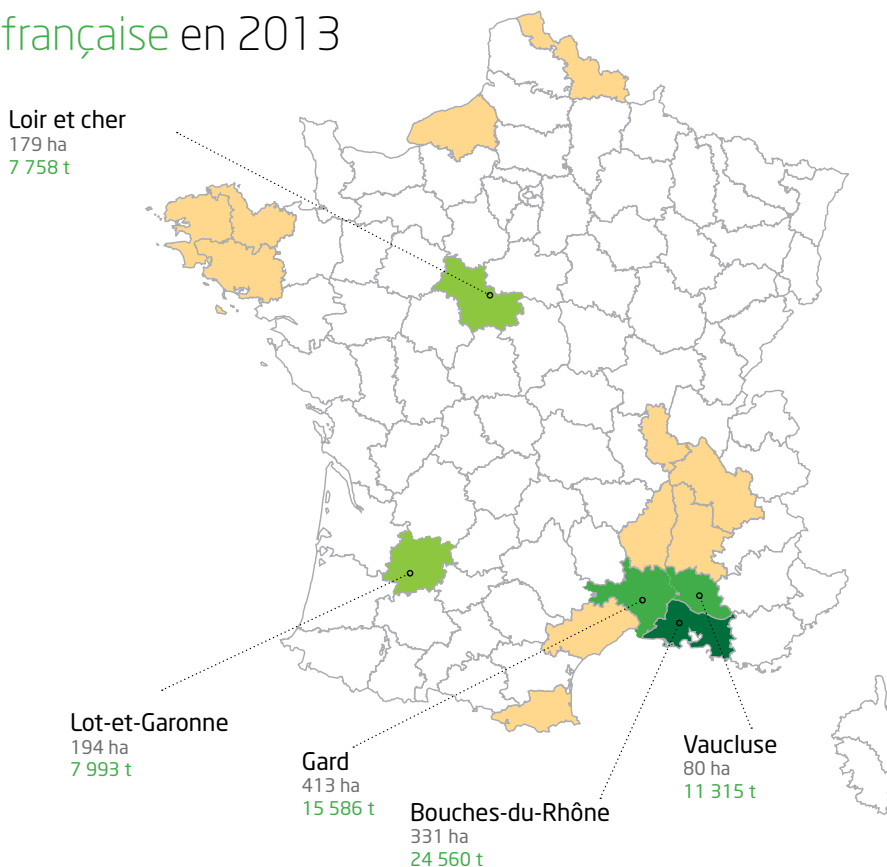 française en 2013
Loir et cher
179 ha
7 758 t
Lot-et-Garonne
194 ha
7 993 t
Gard
413 ha
15 586 t
Bouches-du-Rhône
331 ha
24 560 t
Vaucluse
80 ha
11 315 t